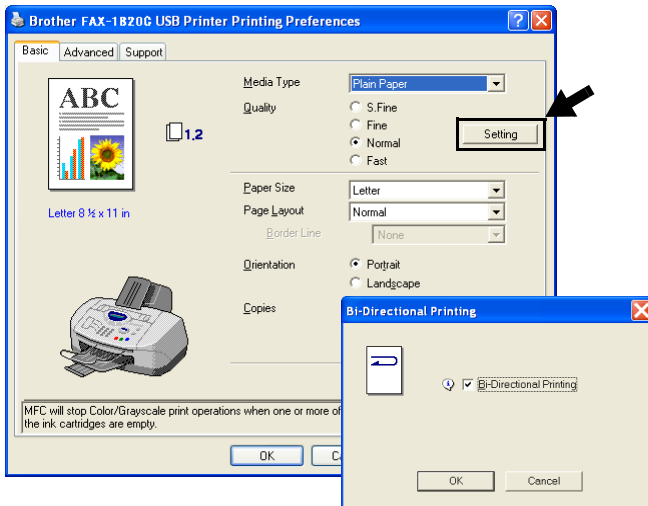 Brother FAX-1820C USB Printer Printing Preferences
Basic Advanced Support
ABC
1.2
Letter 8 ½ x 11 in
Media Type Plain Paper
Quality S.Fine
Fine
Normal
Fast
Setting
Paper Size Letter
Page Layout Normal
Border Line None
Orientation Portrait
Landscape
Copies
MFC will stop Color/Grayscale print operations when one or more of
the ink cartridges are empty.
OK
Bi-Directional Printing
Bi-Directional Printing
OK Cancel